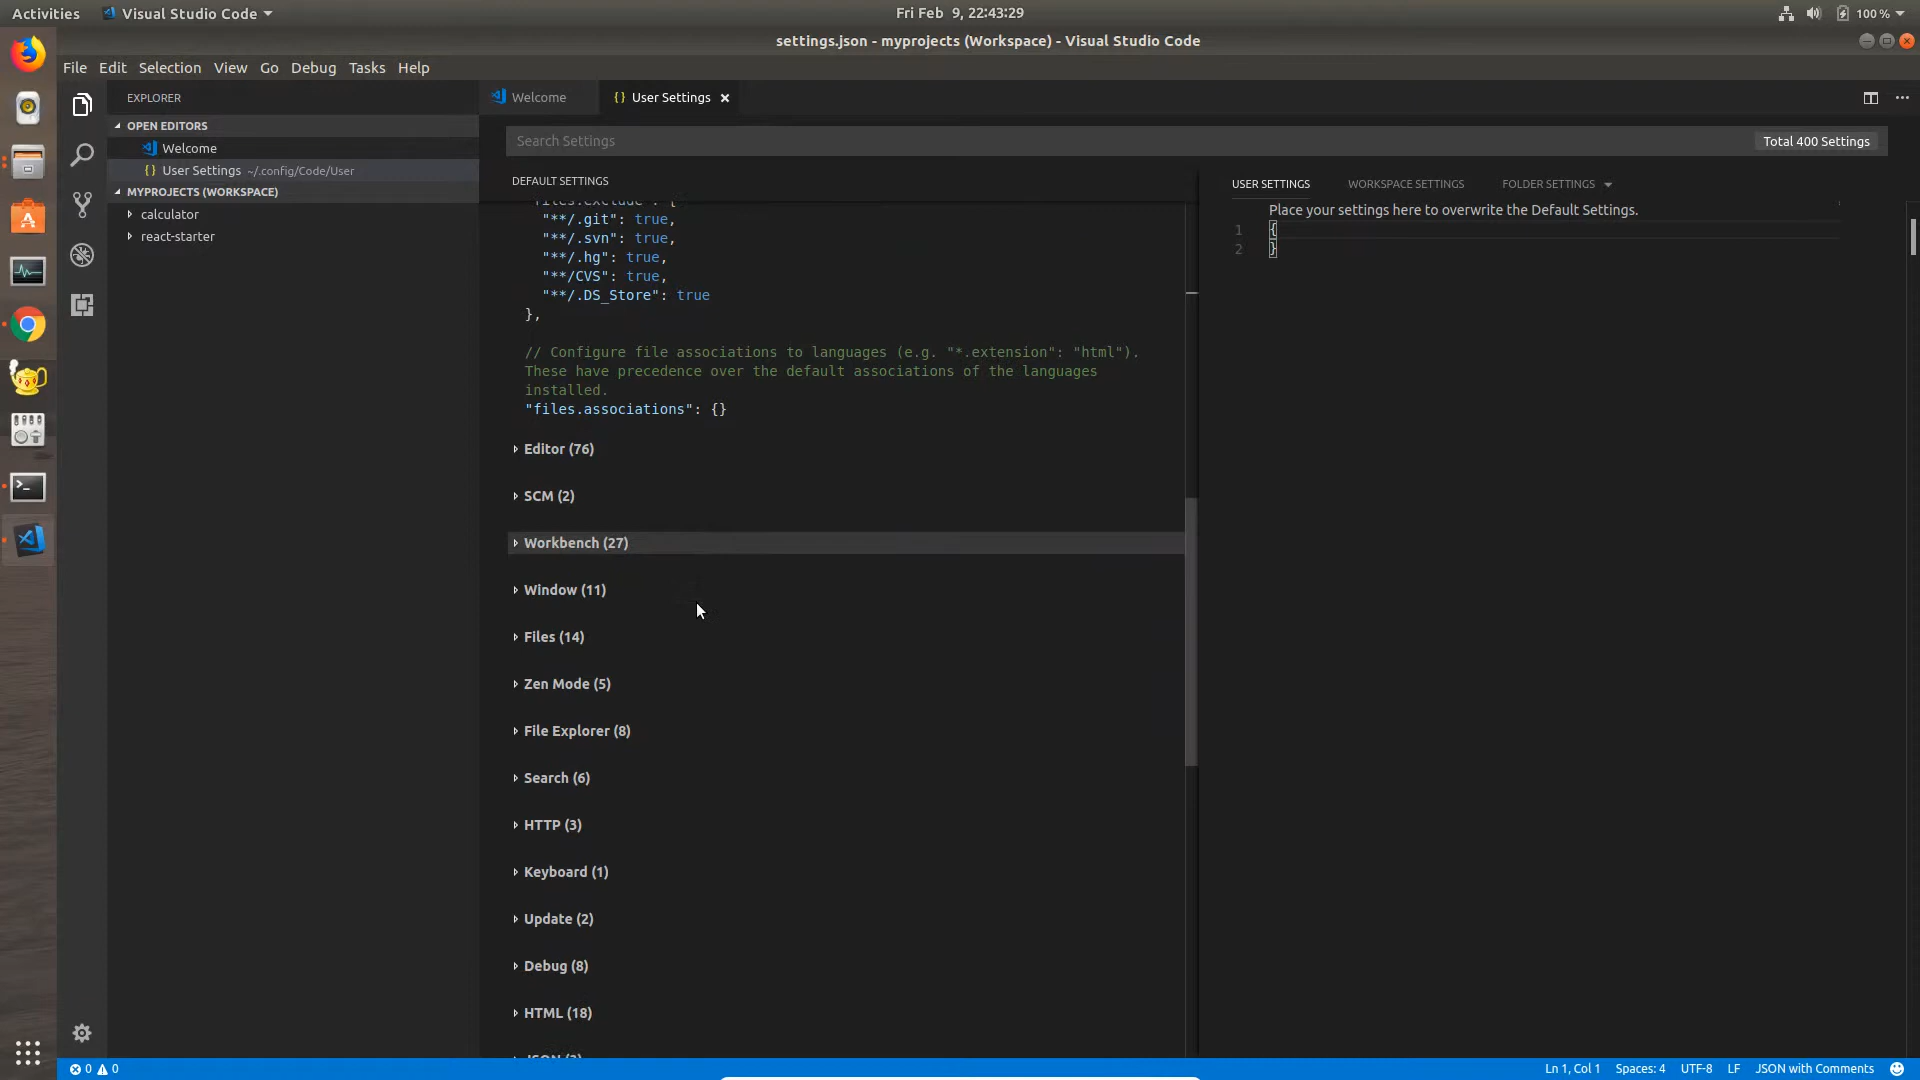 Activities
Visual Studio Code
Fri Feb 9, 22:43:29
100 %
settings.json - myprojects (Workspace) - Visual Studio Code
File Edit Selection View Go Debug Tasks Help
EXPLORER
OPEN EDITORS
Welcome
User Settings ~/.config/Code/User
MYPROJECTS (WORKSPACE)
calculator
react-starter
Welcome
{} User Settings
Search Settings
Total 400 Settings
DEFAULT SETTINGS
"files.exclude": {
"**/.git": true,
"**/.svn": true,
"**/.hg": true,
"**/CVS": true,
"**/.DS_Store": true
},
// Configure file associations to languages (e.g. "*.extension": "html").
These have precedence over the default associations of the languages
installed.
"files.associations": {}
Editor (76)
SCM (2)
Workbench (27)
Window (11)
Files (14)
Zen Mode (5)
File Explorer (8)
Search (6)
HTTP (3)
Keyboard (1)
Update (2)
Debug (8)
HTML (18)
USER SETTINGS
WORKSPACE SETTINGS
FOLDER SETTINGS
Place your settings here to overwrite the Default Settings.
1 {
2 }
0 0
Ln 1, Col 1
Spaces: 4
UTF-8
LF
JSON with Comments